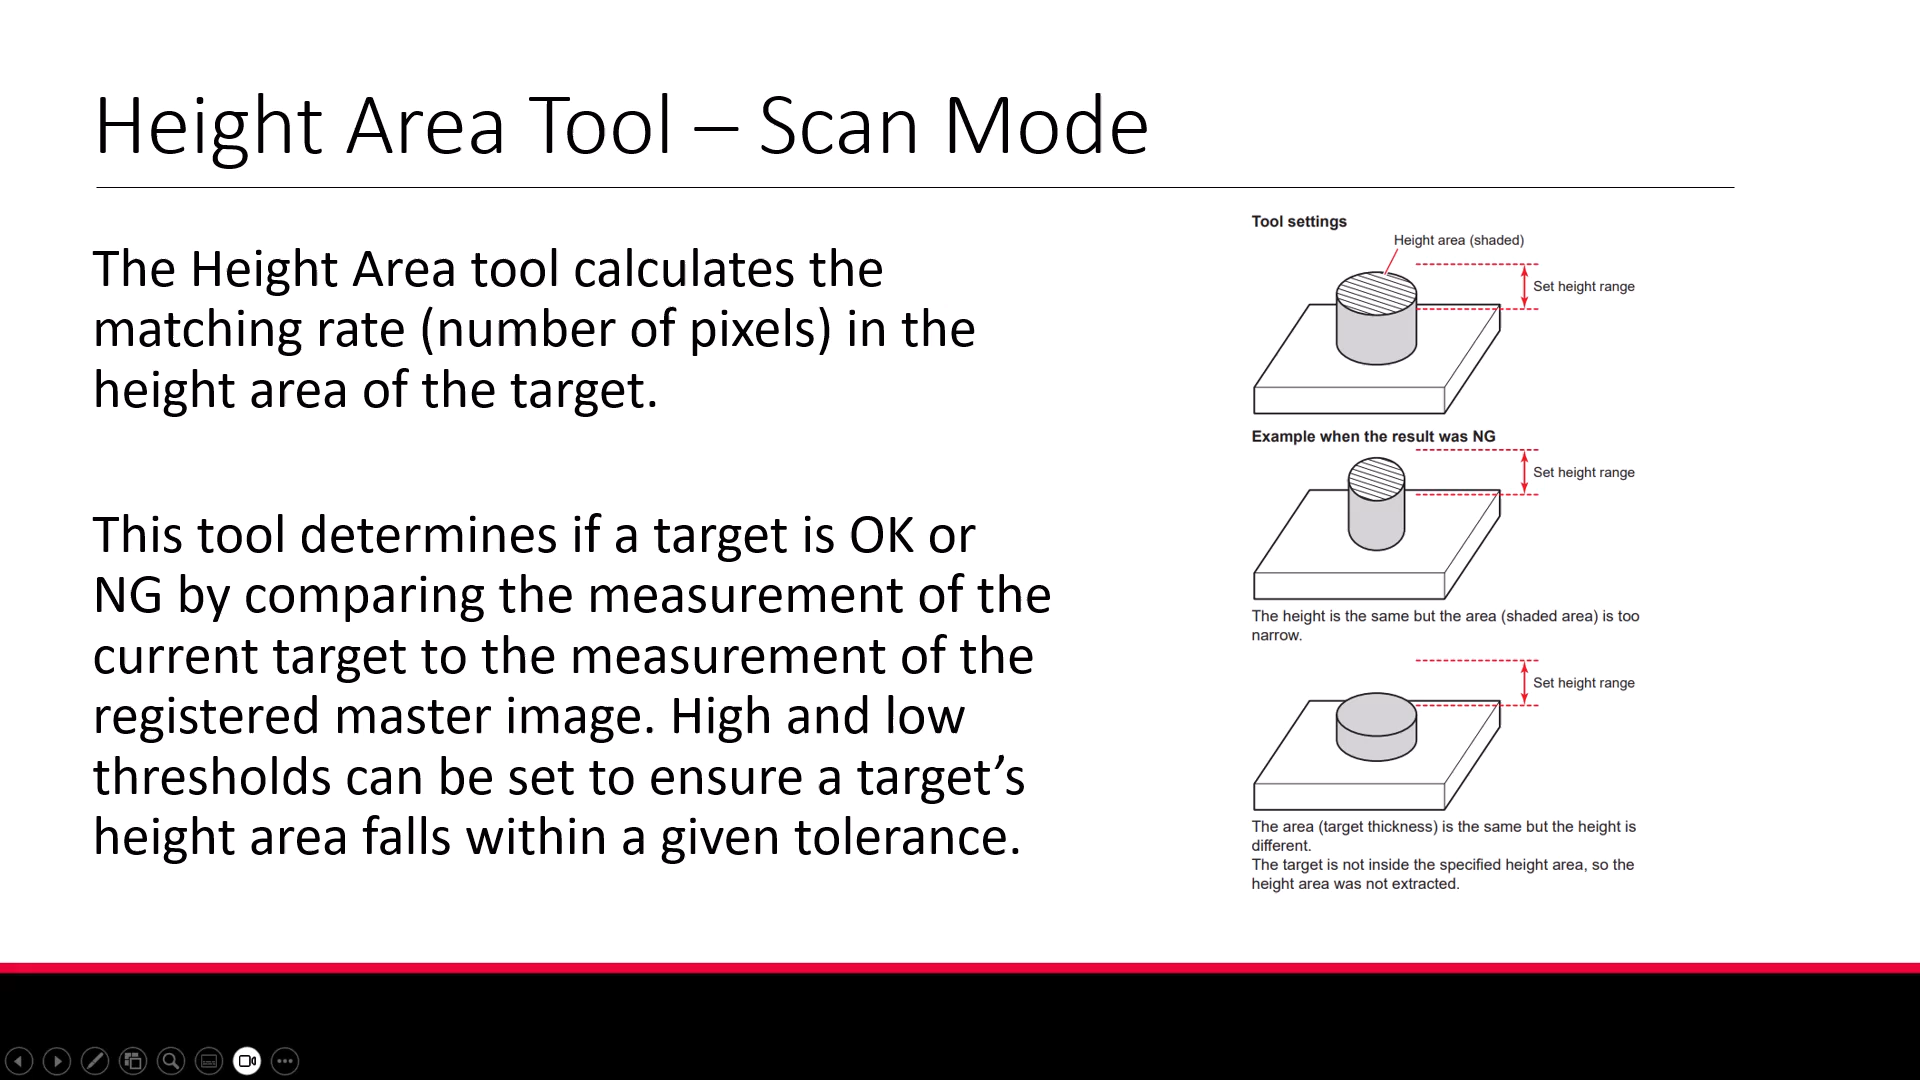 Height Area Tool – Scan Mode
The Height Area tool calculates the
matching rate (number of pixels) in the
height area of the target.
This tool determines if a target is OK or
NG by comparing the measurement of the
current target to the measurement of the
registered master image. High and low
thresholds can be set to ensure a target’s
height area falls within a given tolerance.
Tool settings
Height area (shaded)
Set height range
Example when the result was NG
Set height range
The height is the same but the area (shaded area) is too
narrow.
Set height range
The area (target thickness) is the same but the height is
different.
The target is not inside the specified height area, so the
height area was not extracted.